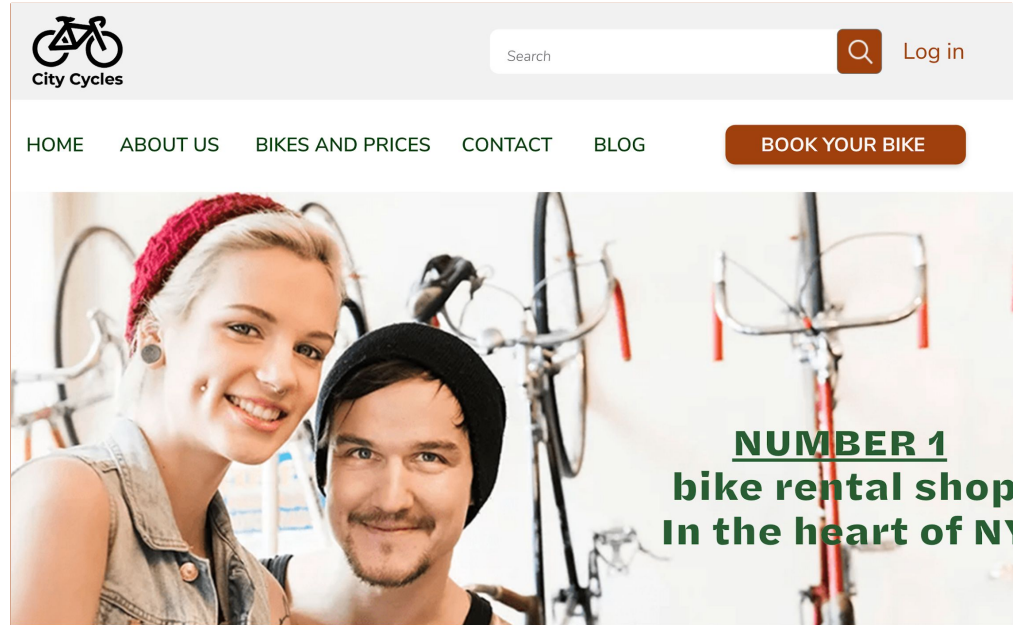 City Cycles
Search
Log in
HOME
ABOUT US
BIKES AND PRICES
CONTACT
BLOG
BOOK YOUR BIKE
NUMBER 1
bike rental shop
In the heart of NY